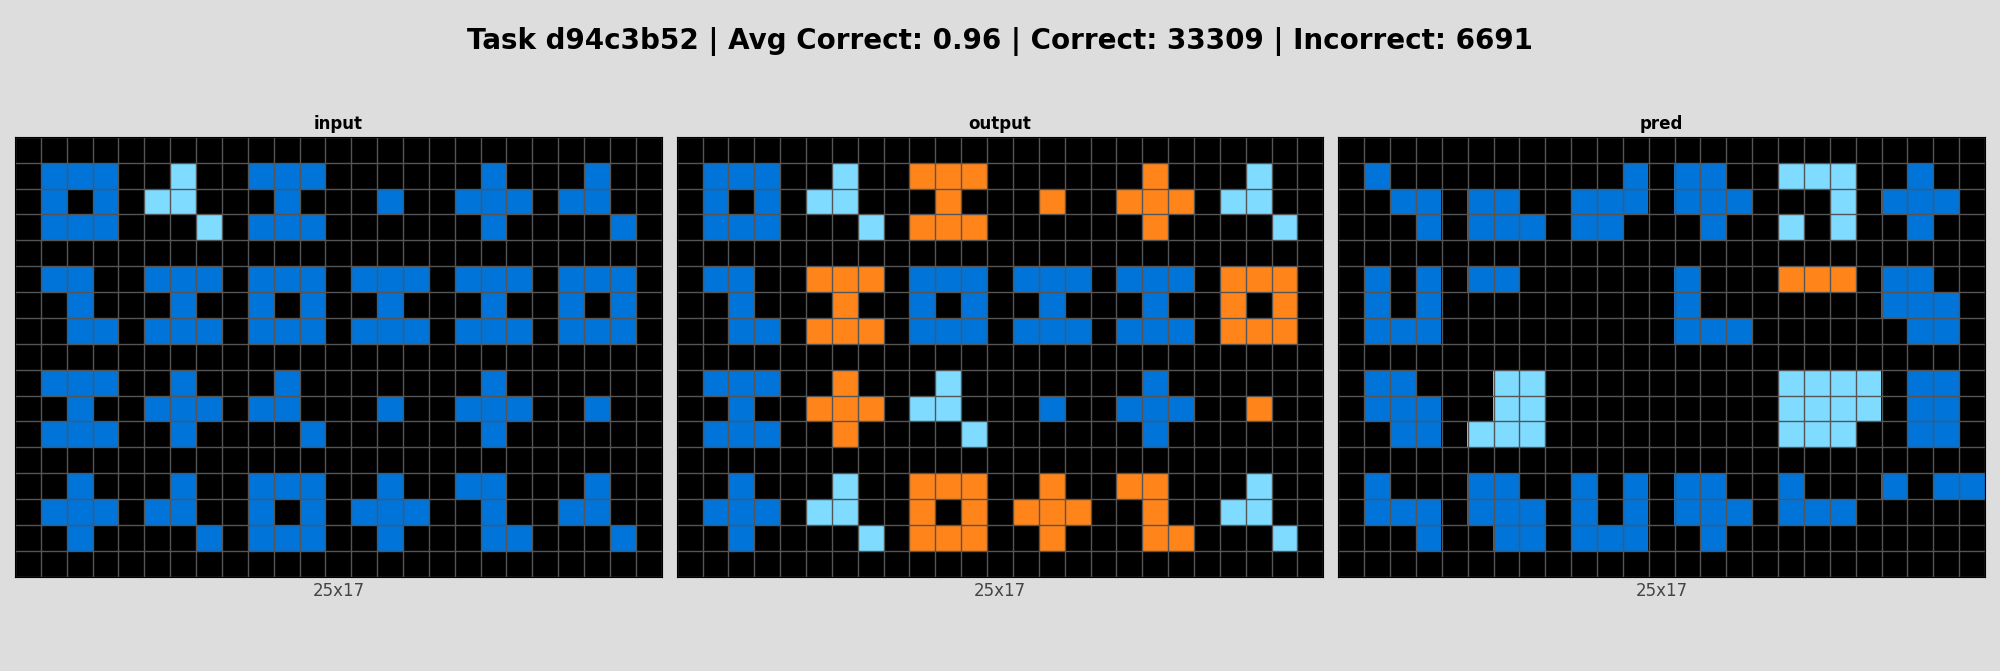 Task d94c3b52 | Avg Correct: 0.96 | Correct: 33309 | Incorrect: 6691
input output pred
25x17 25x17 25x17